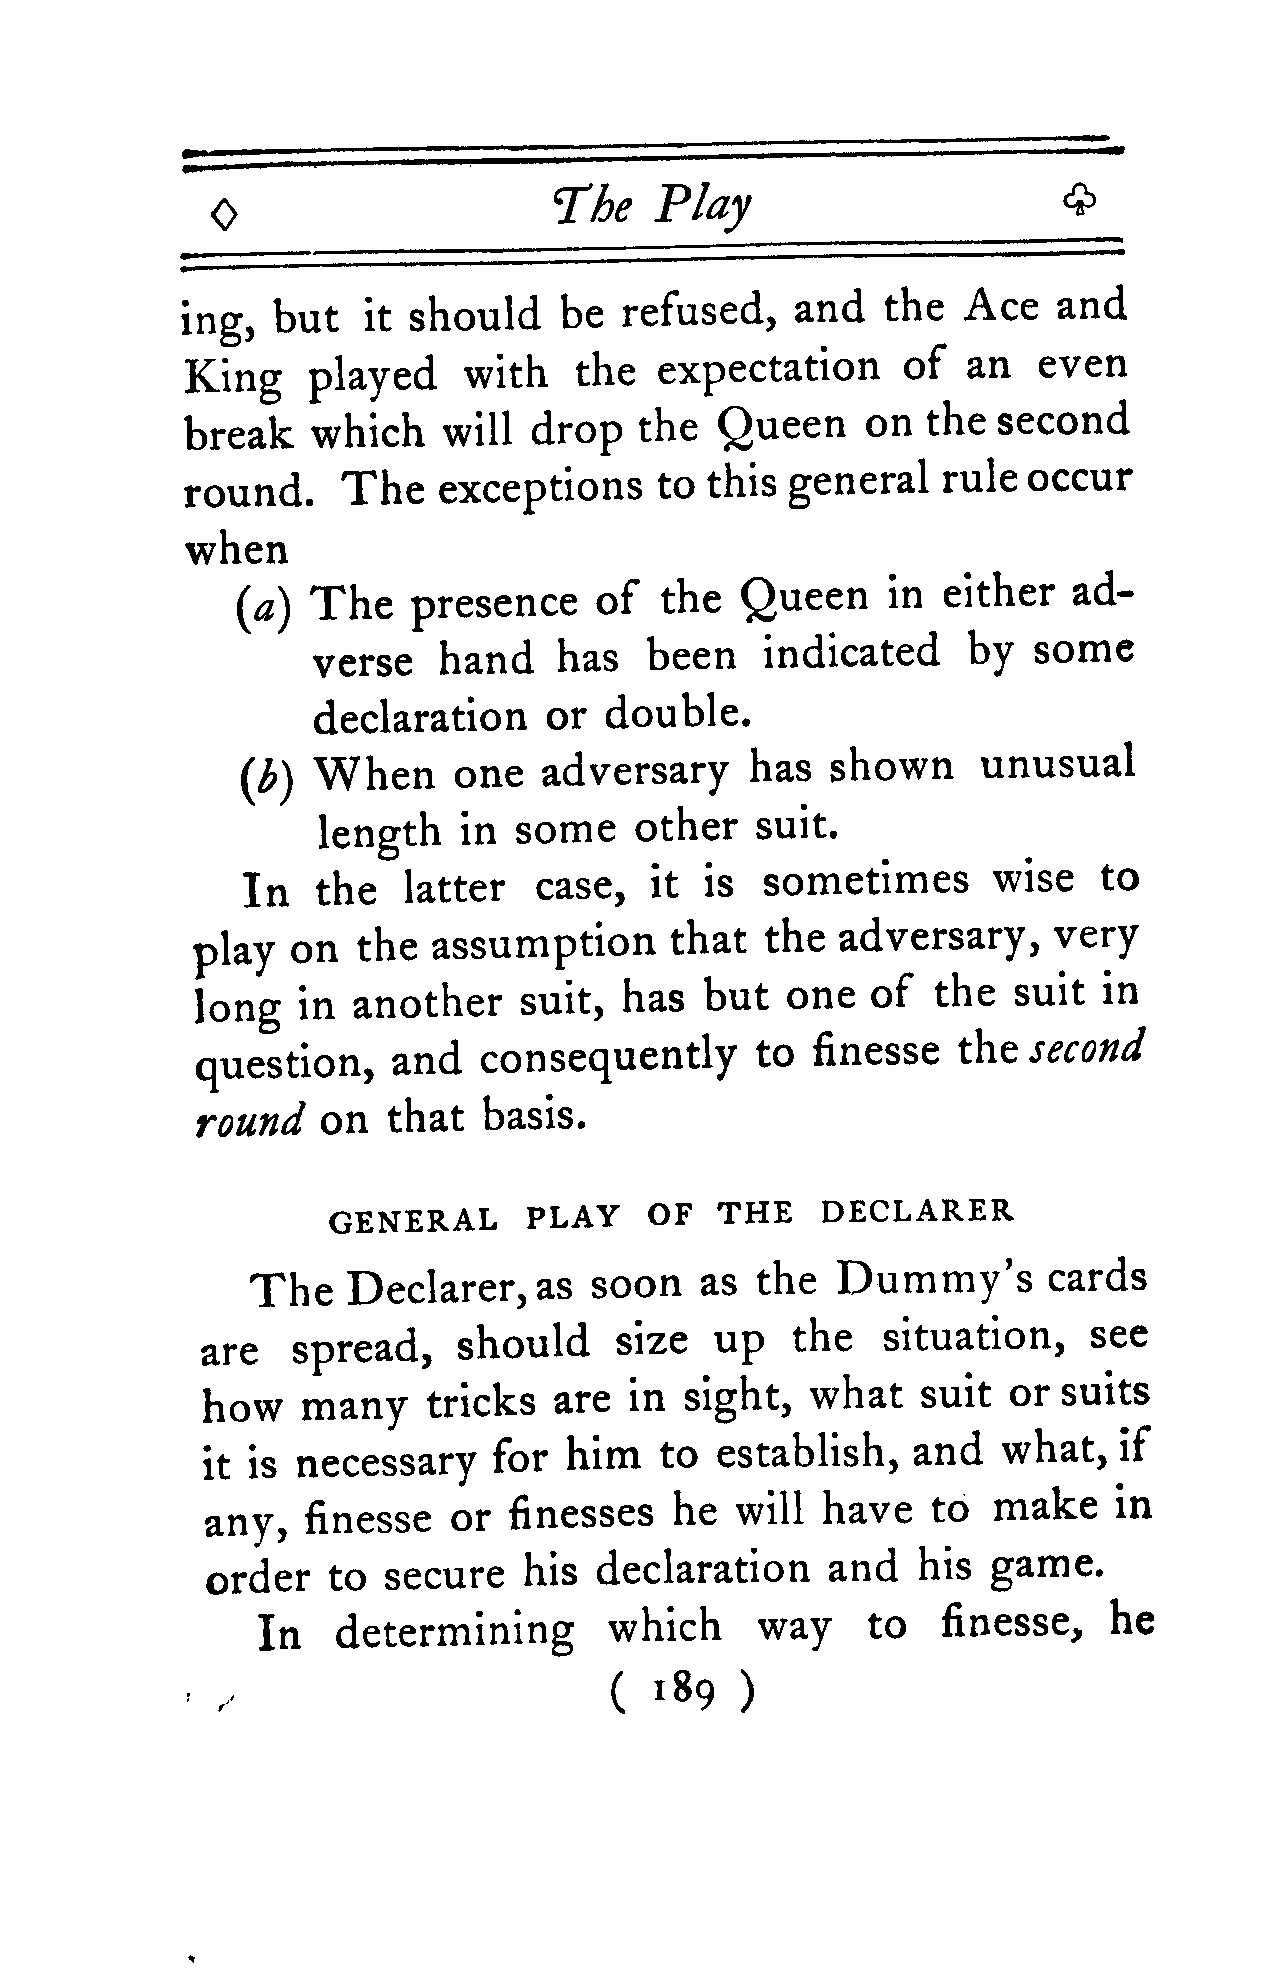 ◇ The Play ♧
ing, but it should be refused, and the Ace and
King played with the expectation of an even
break which will drop the Queen on the second
round. The exceptions to this general rule occur
when
(a) The presence of the Queen in either ad-
verse hand has been indicated by some
declaration or double.
(b) When one adversary has shown unusual
length in some other suit.
In the latter case, it is sometimes wise to
play on the assumption that the adversary, very
long in another suit, has but one of the suit in
question, and consequently to finesse the second
round on that basis.
GENERAL PLAY OF THE DECLARER
The Declarer, as soon as the Dummy's cards
are spread, should size up the situation, see
how many tricks are in sight, what suit or suits
it is necessary for him to establish, and what, if
any, finesse or finesses he will have to make in
order to secure his declaration and his game.
In determining which way to finesse, he
( 189 )